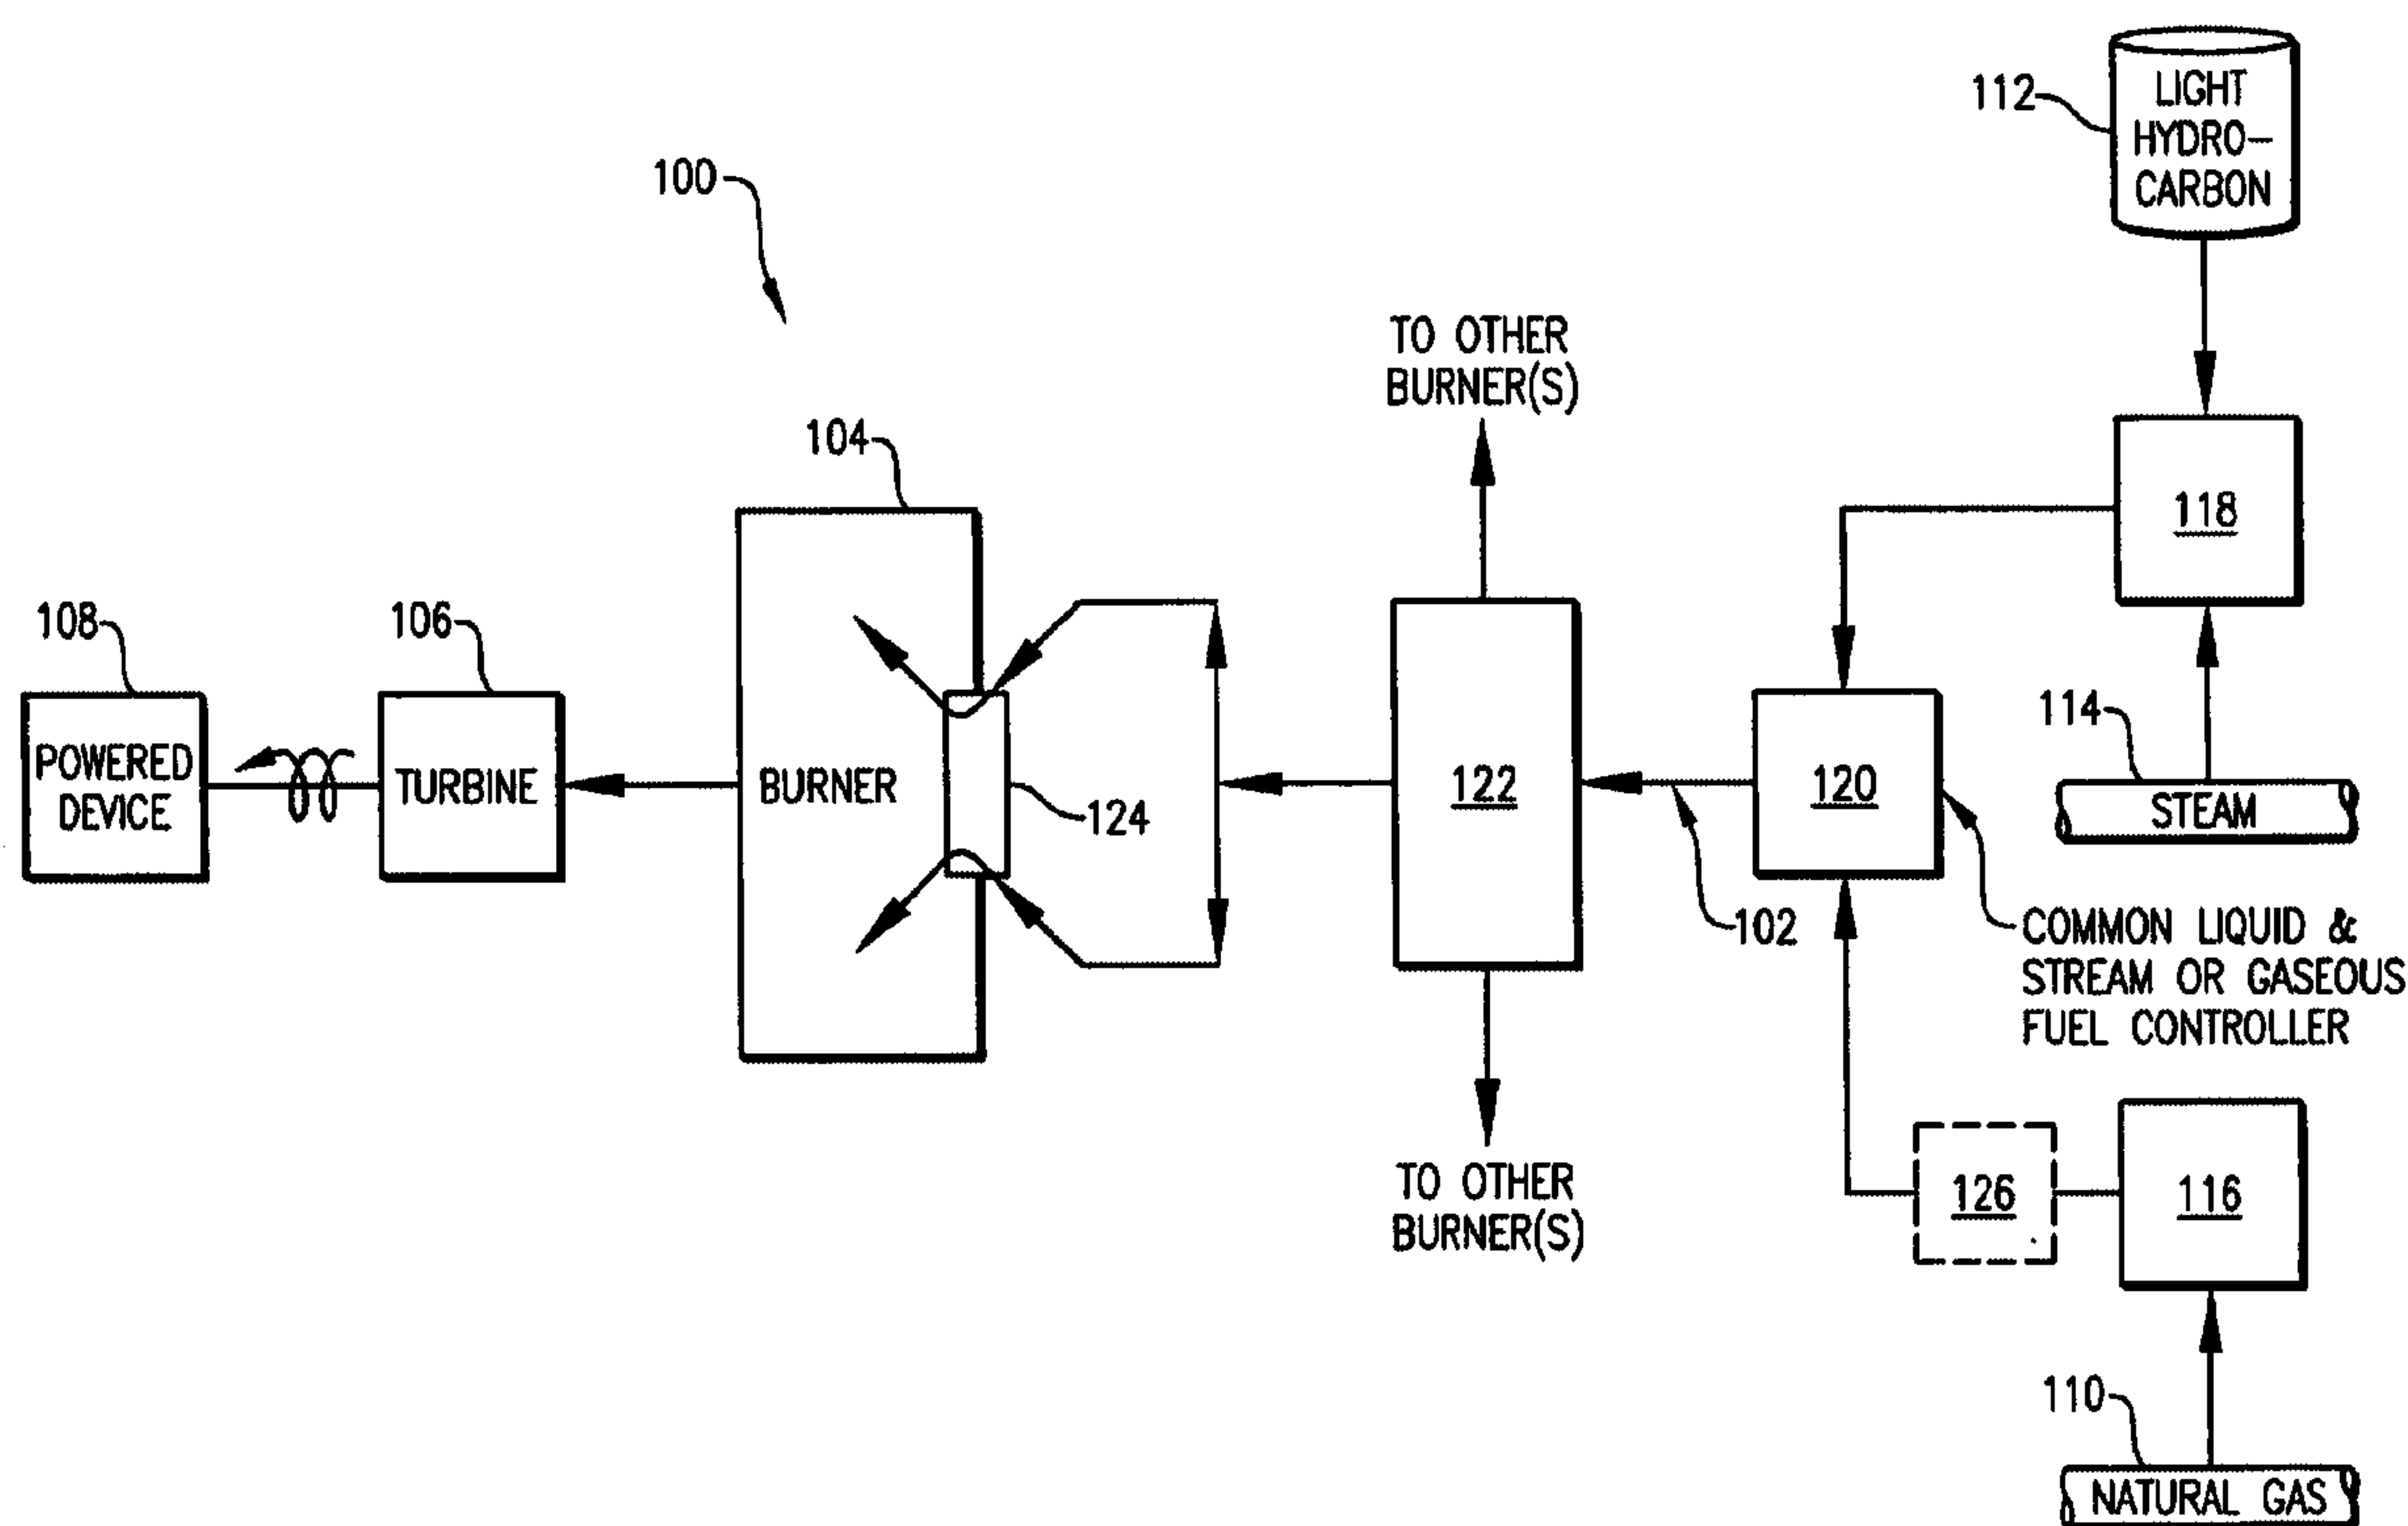 LIGHT
HYDRO-
CARBON
112
100
TO OTHER
BURNER(S)
104
118
108
106
114
POWERED
DEVICE
TURBINE
BURNER
124
122
120
STEAM
102
COMMON LIQUID &
STREAM OR GASEOUS
FUEL CONTROLLER
TO OTHER
BURNER(S)
126
116
110
NATURAL GAS